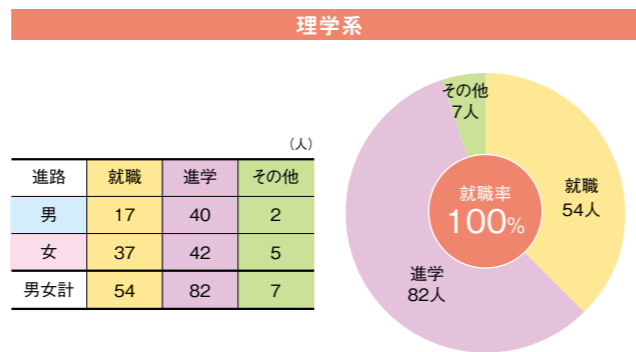 理学系
（人）
進路 就職 進学 その他
男 17 40 2
女 37 42 5
男女計 54 82 7
その他
7人
就職
54人
就職率
100%
進学
82人